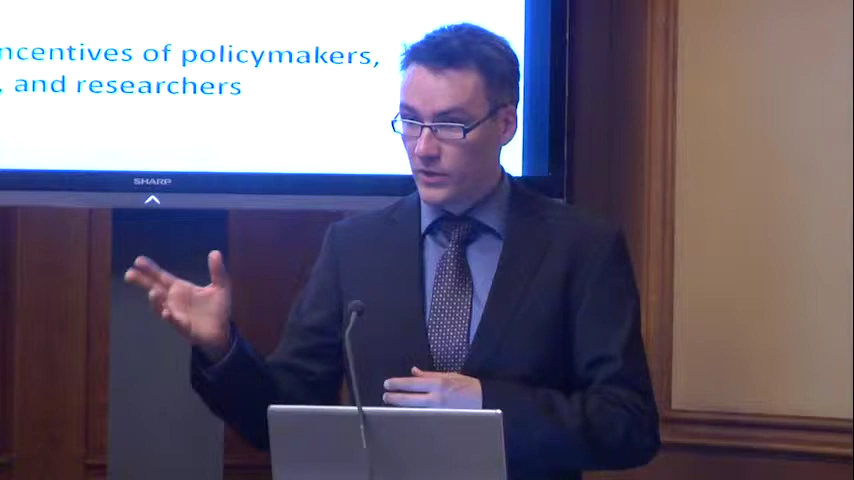 ncentives of policymakers,
, and researchers
SHARP